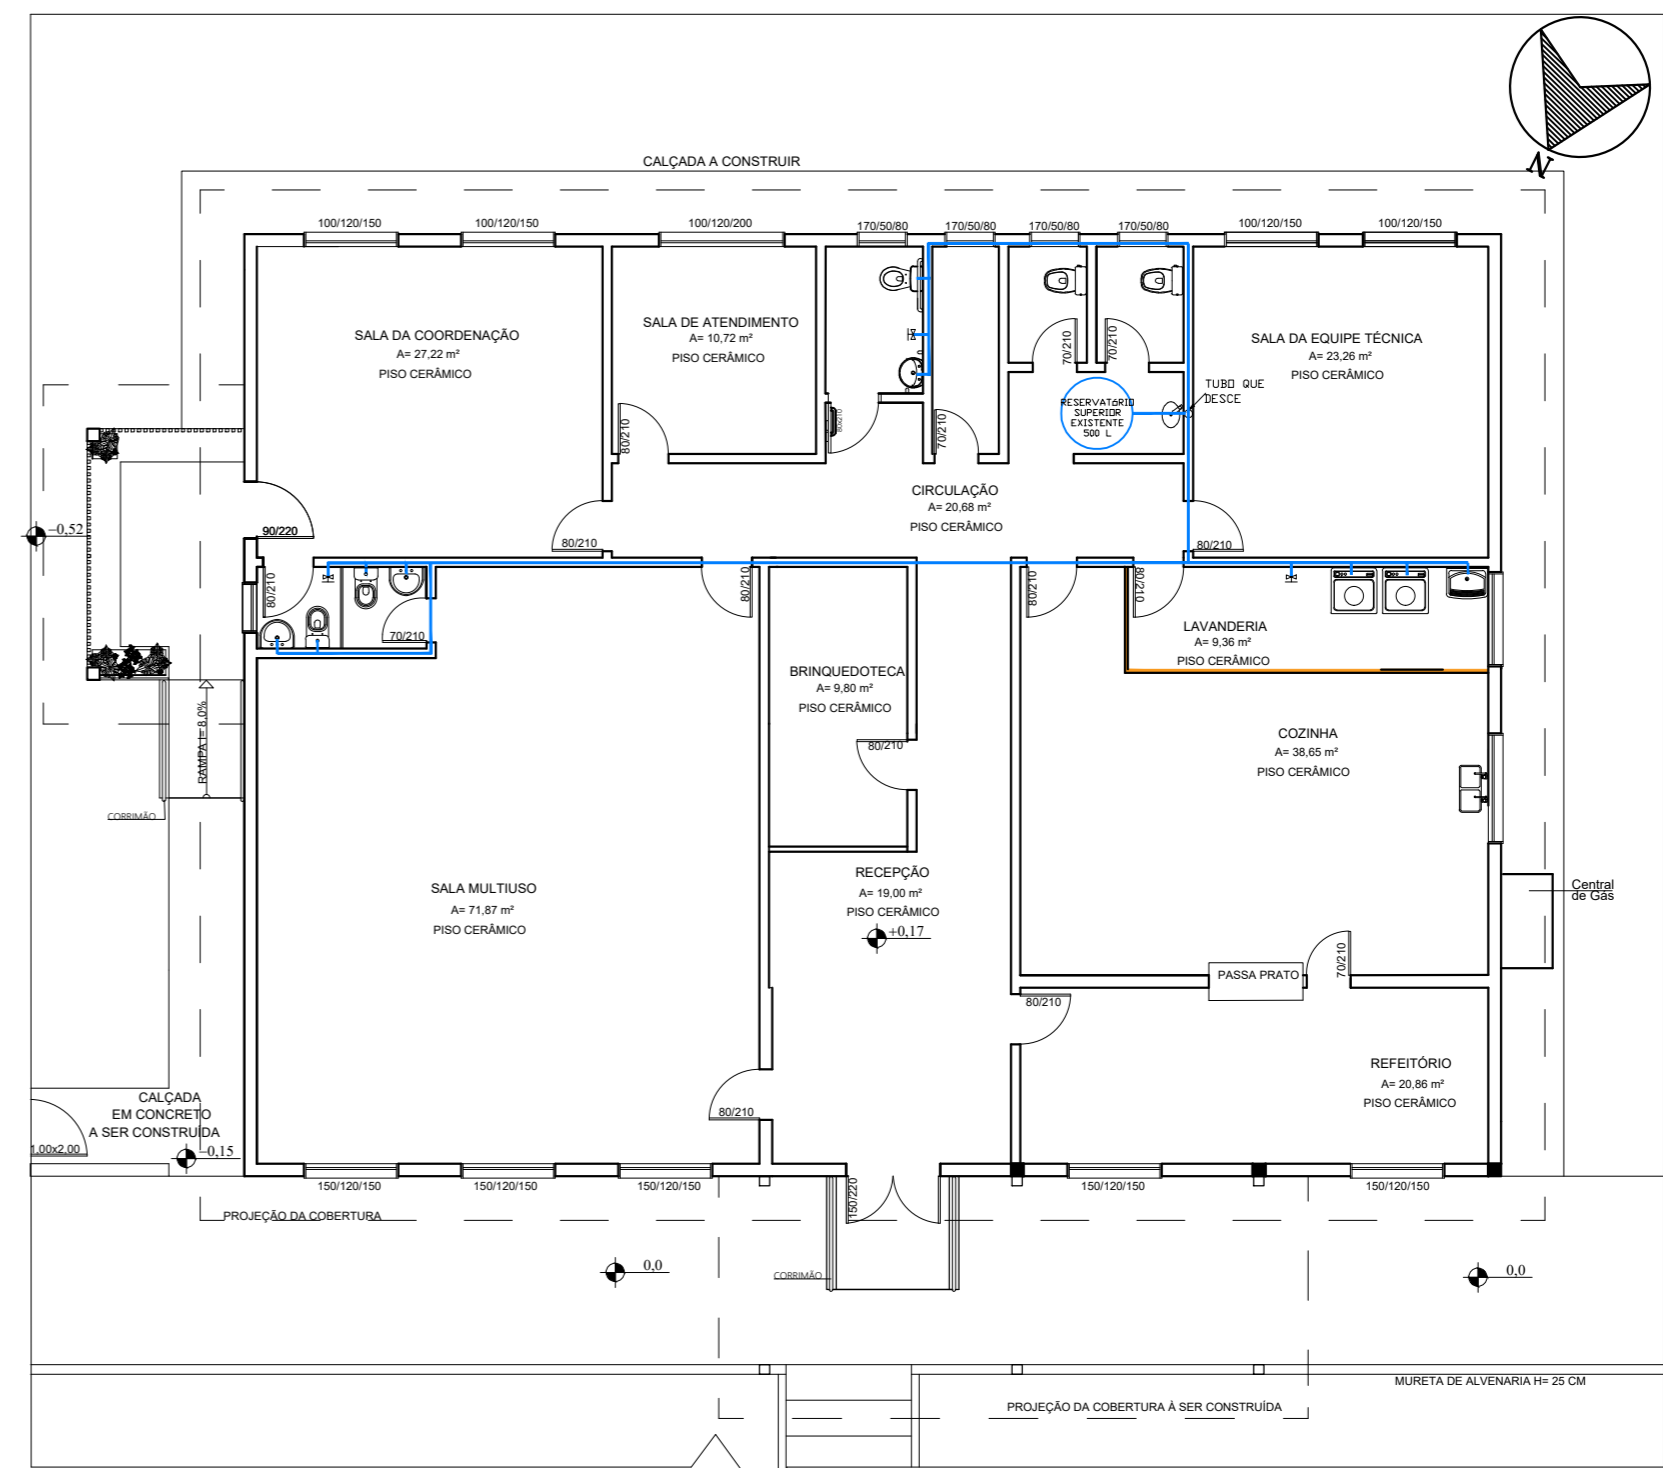 N
CALÇADA A CONSTRUIR
100/120/150
100/120/150
100/120/200
170/50/80
170/50/80
170/50/80
170/50/80
100/120/150
100/120/150
SALA DA COORDENAÇÃO
A= 27,22 m²
PISO CERÂMICO
SALA DE ATENDIMENTO
A= 10,72 m²
PISO CERÂMICO
70/210
70/210
SALA DA EQUIPE TÉCNICA
A= 23,26 m²
PISO CERÂMICO
TUBO QUE
DESCE
RESERVATóRIO
SUPERIOR
EXISTENTE
500 L
80/210
80x210
70/210
CIRCULAÇÃO
A= 20,68 m²
PISO CERÂMICO
−0,52
90/220
80/210
80/210
80/210
70/210
80/210
80/210
80/210
LAVANDERIA
A= 9,36 m²
PISO CERÂMICO
BRINQUEDOTECA
A= 9,80 m²
PISO CERÂMICO
80/210
COZINHA
A= 38,65 m²
PISO CERÂMICO
RAMPA I= 8,0%
CORRIMÃO
SALA MULTIUSO
A= 71,87 m²
PISO CERÂMICO
RECEPÇÃO
A= 19,00 m²
PISO CERÂMICO
+0,17
Central
de Gás
PASSA PRATO
70/210
80/210
REFEITÓRIO
A= 20,86 m²
PISO CERÂMICO
CALÇADA
EM CONCRETO
A SER CONSTRUÍDA
1,00x2,00
−0,15
80/210
150/120/150
150/120/150
150/120/150
150/220
150/120/150
150/120/150
PROJEÇÃO DA COBERTURA
0,0
CORRIMÃO
0,0
MURETA DE ALVENARIA H= 25 CM
PROJEÇÃO DA COBERTURA À SER CONSTRUÍDA